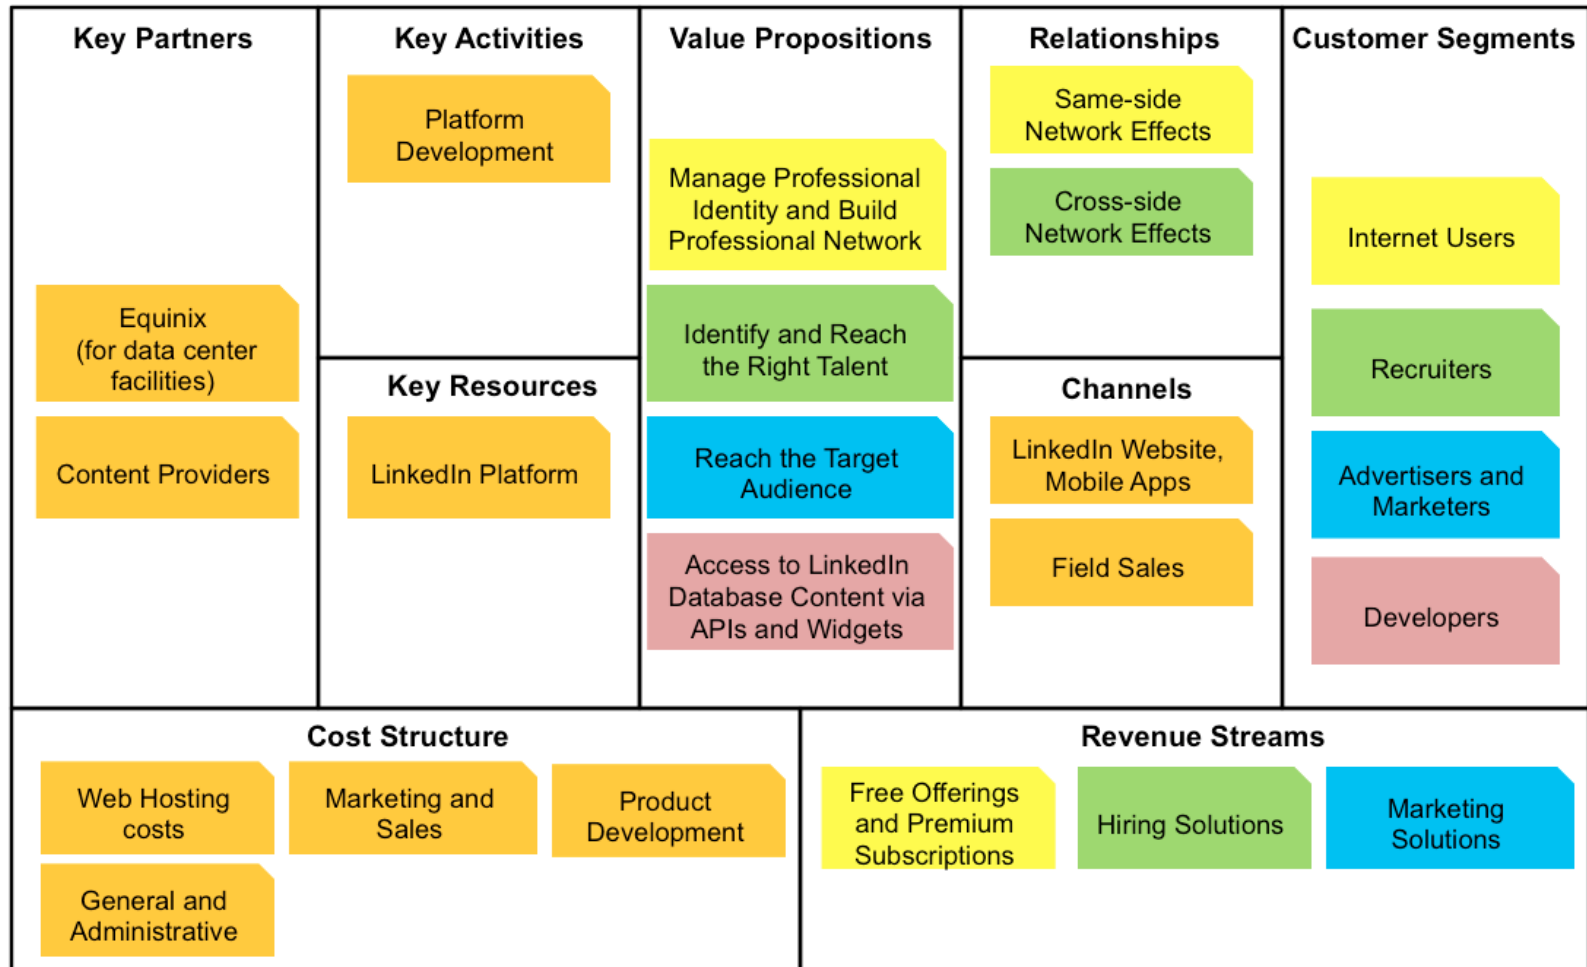 Key Partners
Equinix
(for data center
facilities)
Content Providers
Key Activities
Platform
Development
Key Resources
LinkedIn Platform
Value Propositions
Manage Professional
Identity and Build
Professional Network
Identify and Reach
the Right Talent
Reach the Target
Audience
Access to LinkedIn
Database Content via
APIs and Widgets
Relationships
Same-side
Network Effects
Cross-side
Network Effects
Channels
LinkedIn Website,
Mobile Apps
Field Sales
Customer Segments
Internet Users
Recruiters
Advertisers and
Marketers
Developers
Cost Structure
Web Hosting
costs
Marketing and
Sales
Product
Development
General and
Administrative
Revenue Streams
Free Offerings
and Premium
Subscriptions
Hiring Solutions
Marketing
Solutions